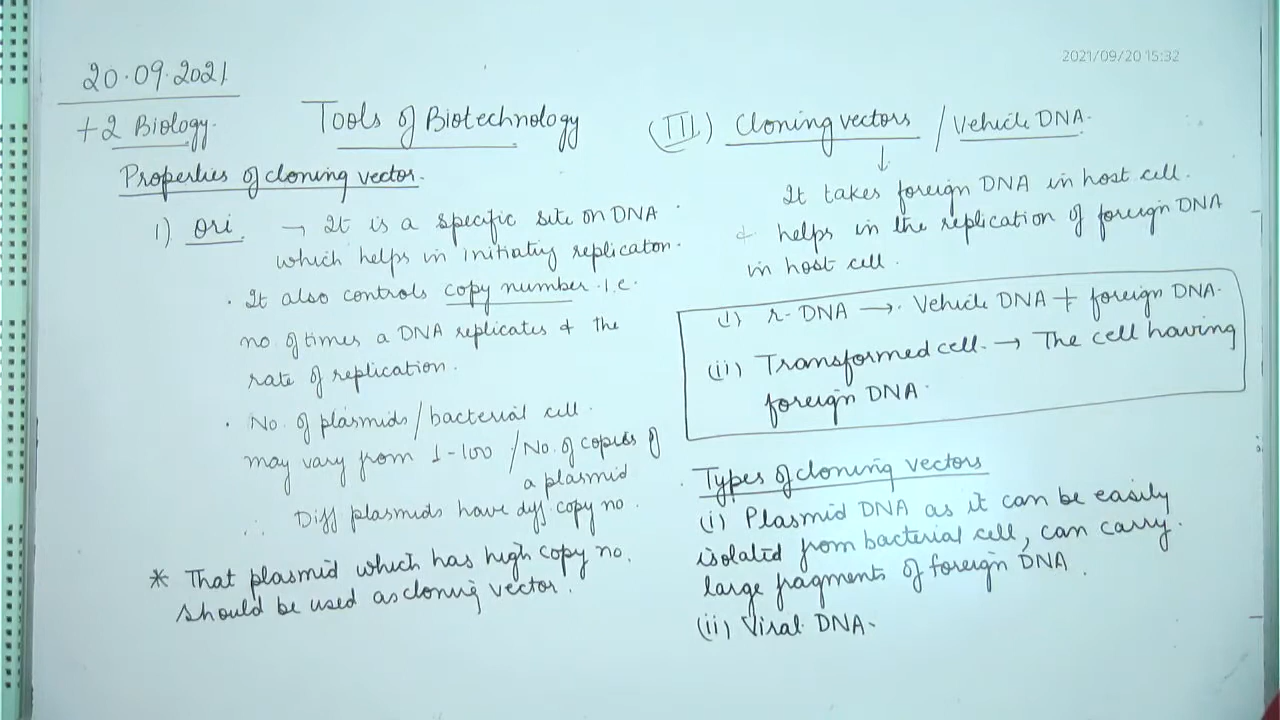 2021/09/20 15:32
20.09.2021
+2 Biology.
Tools of Biotechnology
(III) Cloning vectors / Vehicle DNA.
↓
It takes foreign DNA in host cell.
& helps in the replication of foreign DNA
in host cell.
(i) r-DNA → Vehicle DNA + foreign DNA.
(ii) Transformed cell. → The cell having
foreign DNA.
Types of cloning vectors
(i) Plasmid DNA as it can be easily
isolated from bacterial cell, can carry.
large fragments of foreign DNA.
(ii) Viral DNA.
Properties of cloning vector.
1) ori. → It is a specific site on DNA
which helps in initiating replicaton.
. It also controls copy number i.e.
no. of times a DNA replicates & the
rate of replication.
. No. of plasmids/bacterial cell.
may vary from 1-100 / No. of copies of
a plasmid
∴ Diff plasmids have diff copy no.
* That plasmid which has high copy no.
should be used as cloning vector.